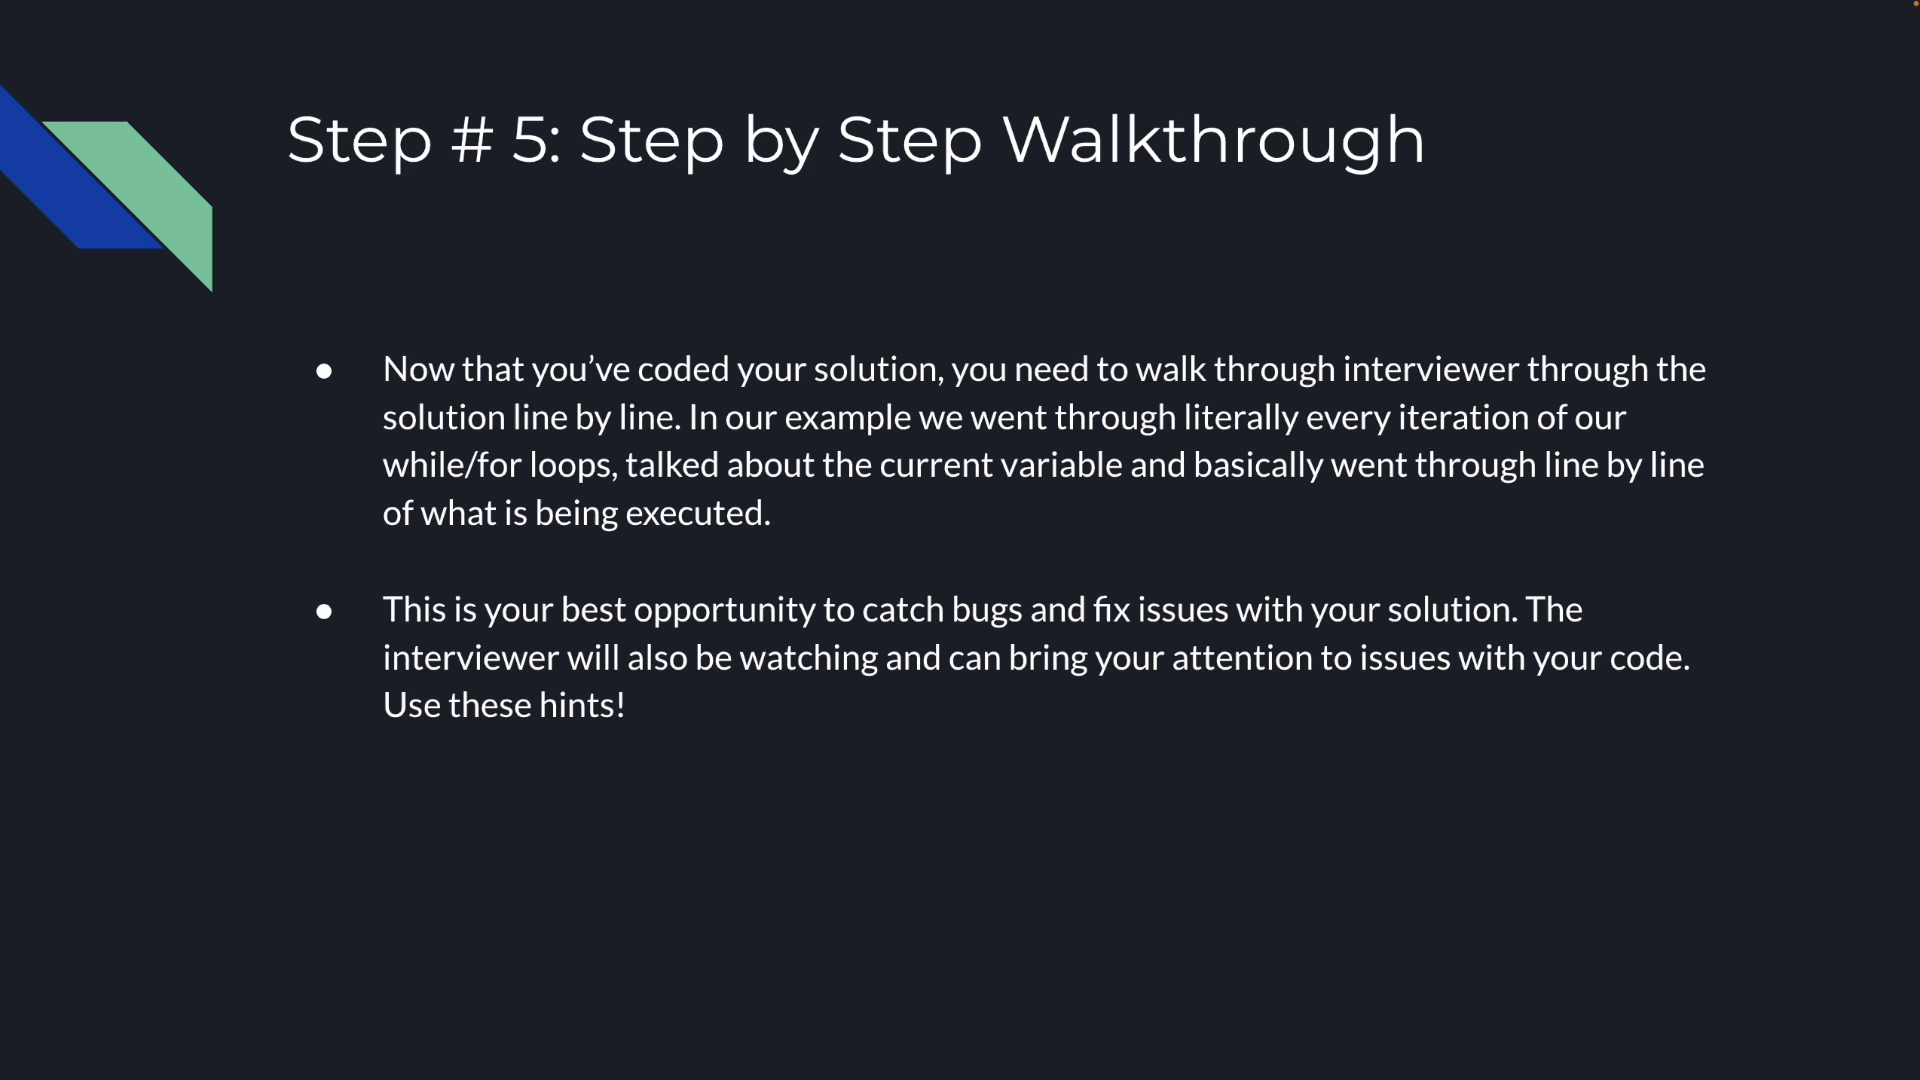 Step # 5: Step by Step Walkthrough
● Now that you’ve coded your solution, you need to walk through interviewer through the
solution line by line. In our example we went through literally every iteration of our
while/for loops, talked about the current variable and basically went through line by line
of what is being executed.
● This is your best opportunity to catch bugs and fix issues with your solution. The
interviewer will also be watching and can bring your attention to issues with your code.
Use these hints!